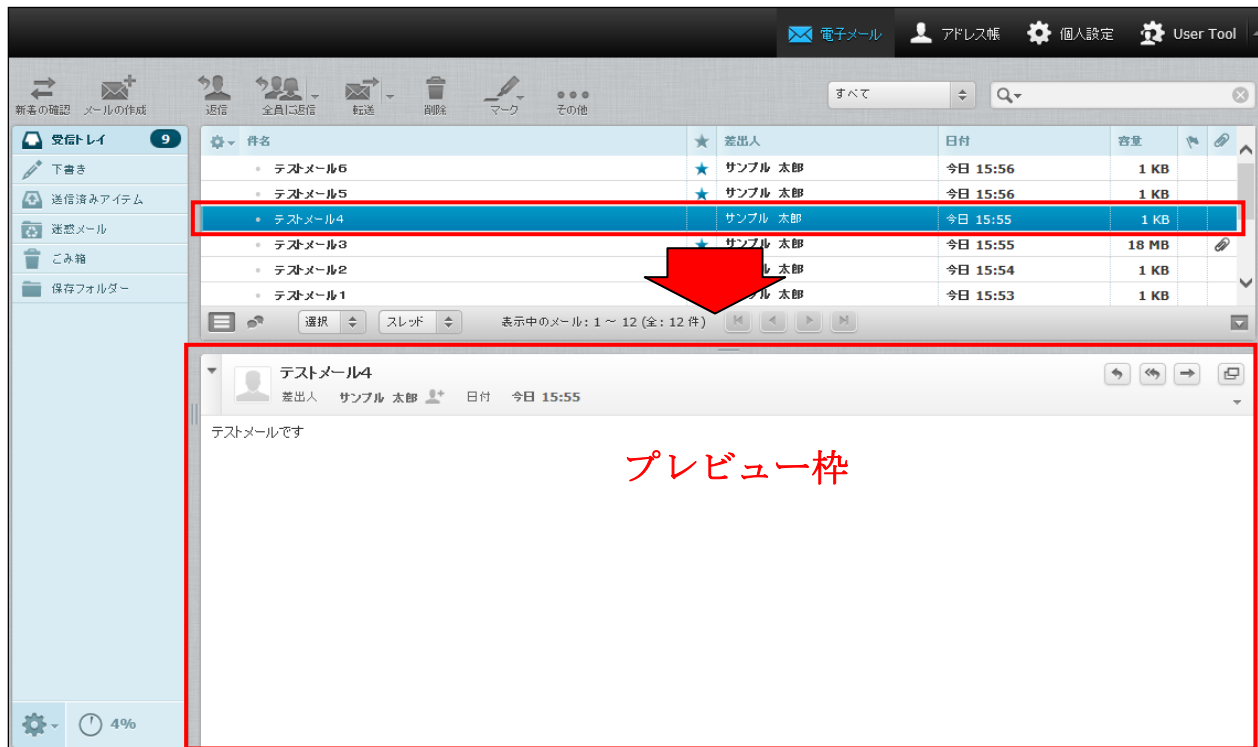 電子メール アドレス帳 個人設定 User Tool
新着の確認 メールの作成 返信 全員に返信 転送 削除 マーク その他 すべて
受信トレイ 9
下書き
送信済みアイテム
迷惑メール
ごみ箱
保存フォルダー
件名 差出人 日付 容量
テストメール6 サンプル 太郎 今日 15:56 1 KB
テストメール5 サンプル 太郎 今日 15:56 1 KB
テストメール4 サンプル 太郎 今日 15:55 1 KB
テストメール3 サンプル 太郎 今日 15:55 18 MB
テストメール2 太郎 今日 15:54 1 KB
テストメール1 太郎 今日 15:53 1 KB
選択 スレッド 表示中のメール: 1 ~ 12 (全: 12 件)
テストメール4
差出人 サンプル 太郎 日付 今日 15:55
テストメールです
プレビュー枠
4%